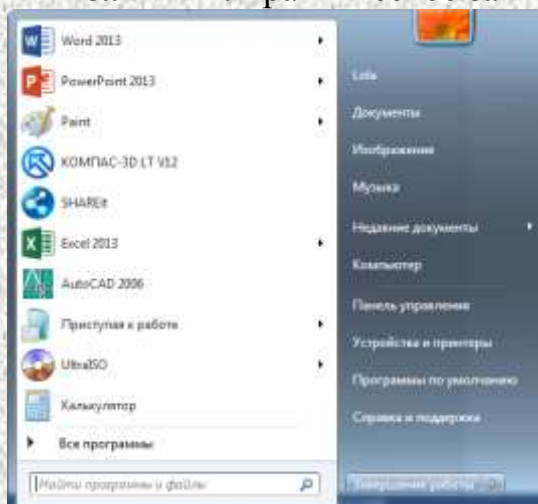 Word 2013
PowerPoint 2013
Paint
КОМПАС-3D LT V12
SHAREit
Excel 2013
AutoCAD 2006
Приступая к работе
UltraISO
Калькулятор
Все программы
Найти программы и файлы
Lola
Документы
Изображения
Музыка
Недавние документы
Компьютер
Панель управления
Устройства и принтеры
Программы по умолчанию
Справка и поддержка
Завершение работы